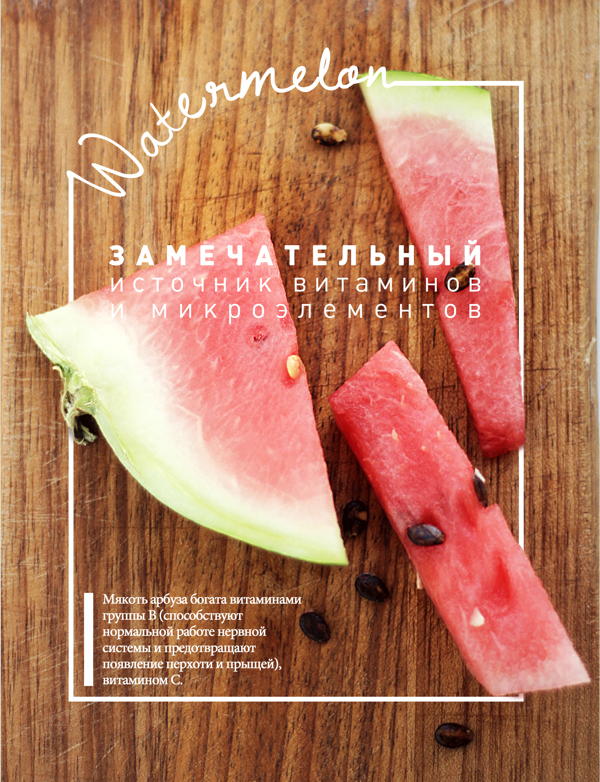 Watermelon
ЗАМЕЧАТЕЛЬНЫЙ
источник витаминов
и микроэлементов
Мякоть арбуза богата витаминами
группы В (способствуют
нормальной работе нервной
системы и предотвращают
появление перхоти и прыщей),
витамином С.